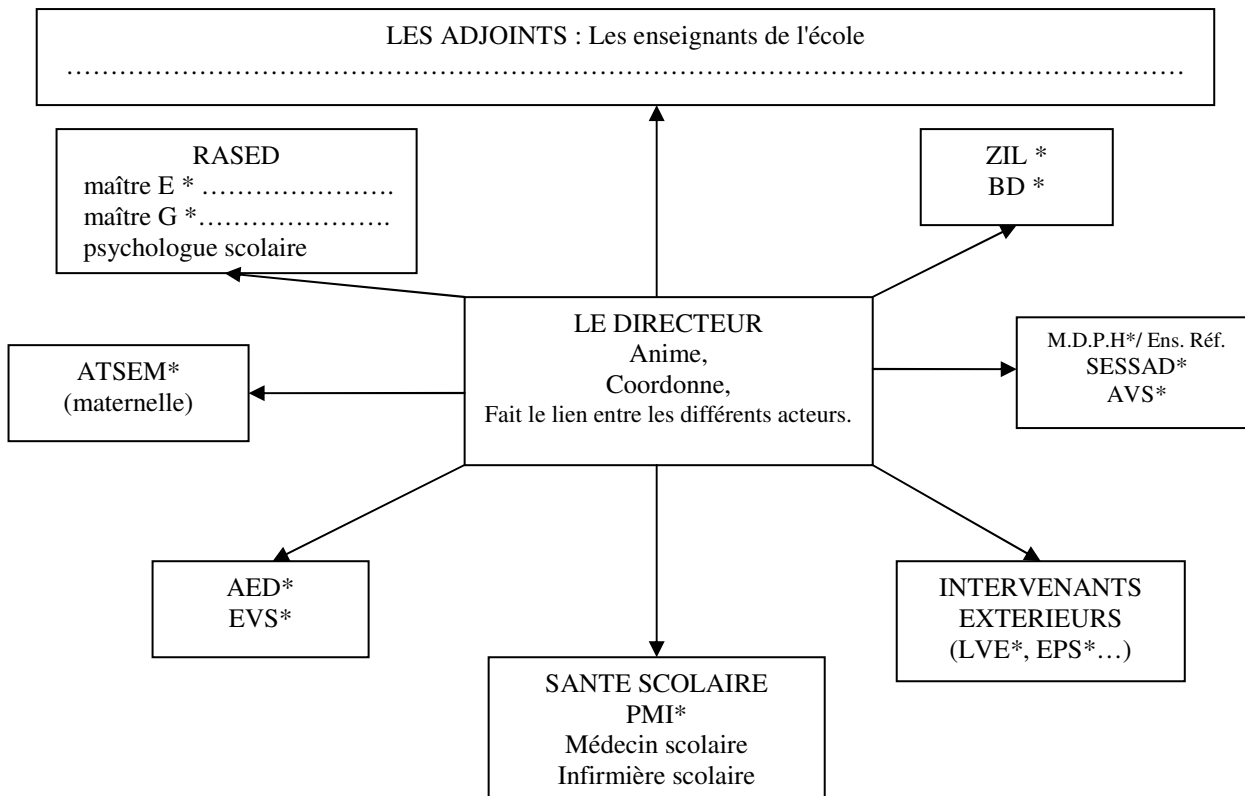 LES ADJOINTS : Les enseignants de l'école
……………………………………………………………………………………………………………………………
RASED
maître E * ………………….
maître G *………………….
psychologue scolaire
ZIL *
BD *
LE DIRECTEUR
Anime,
Coordonne,
Fait le lien entre les différents acteurs.
ATSEM*
(maternelle)
M.D.P.H*/ Ens. Réf.
SESSAD*
AVS*
AED*
EVS*
INTERVENANTS
EXTERIEURS
(LVE*, EPS*…)
SANTE SCOLAIRE
PMI*
Médecin scolaire
Infirmière scolaire